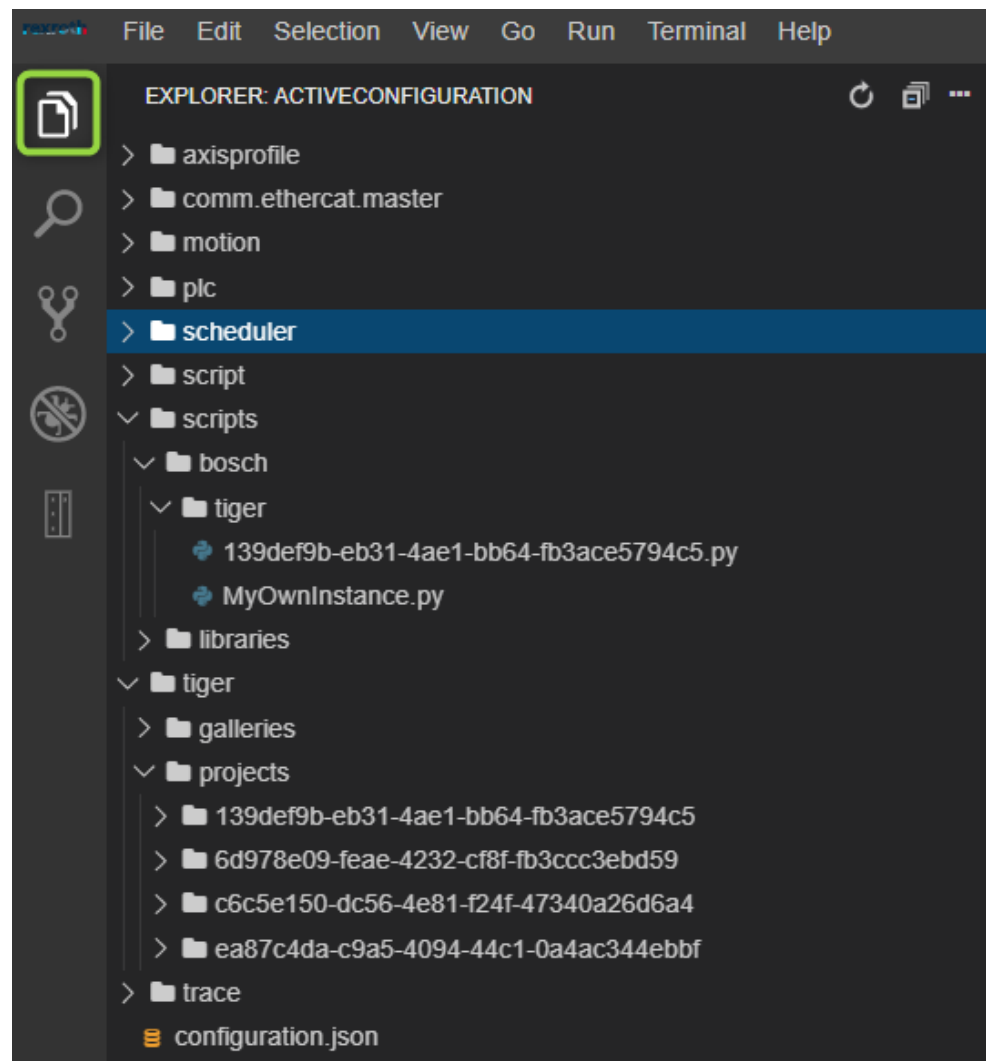 rexroth File Edit Selection View Go Run Terminal Help
EXPLORER: ACTIVECONFIGURATION
axisprofile
comm.ethercat.master
motion
plc
scheduler
script
scripts
bosch
tiger
139def9b-eb31-4ae1-bb64-fb3ace5794c5.py
MyOwnInstance.py
libraries
tiger
galleries
projects
139def9b-eb31-4ae1-bb64-fb3ace5794c5
6d978e09-feae-4232-cf8f-fb3ccc3ebd59
c6c5e150-dc56-4e81-f24f-47340a26d6a4
ea87c4da-c9a5-4094-44c1-0a4ac344ebbf
trace
configuration.json